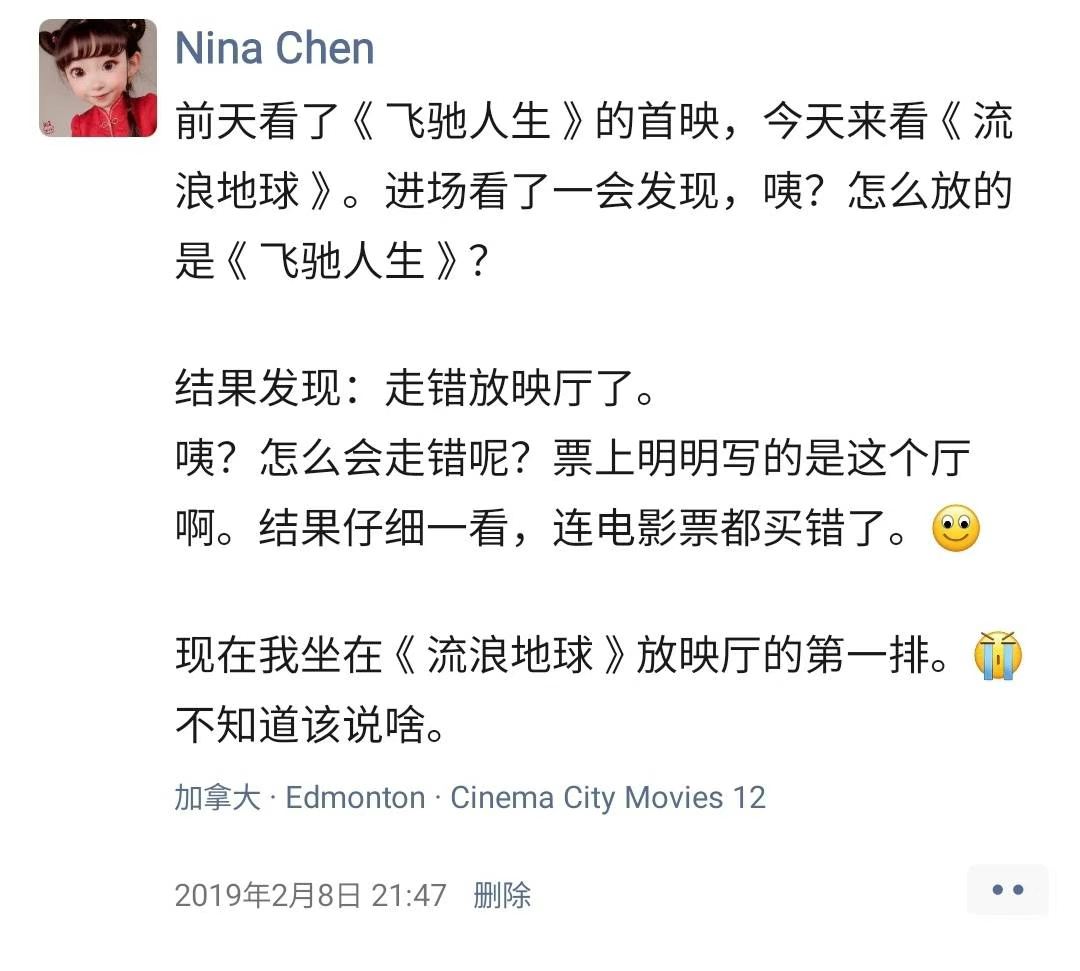 Nina Chen
前天看了《飞驰人生》的首映，今天来看《流
浪地球》。进场看了一会发现，咦？怎么放的
是《飞驰人生》？
结果发现：走错放映厅了。
咦？怎么会走错呢？票上明明写的是这个厅
啊。结果仔细一看，连电影票都买错了。
现在我坐在《流浪地球》放映厅的第一排。
不知道该说啥。
加拿大 · Edmonton · Cinema City Movies 12
2019年2月8日 21:47 删除